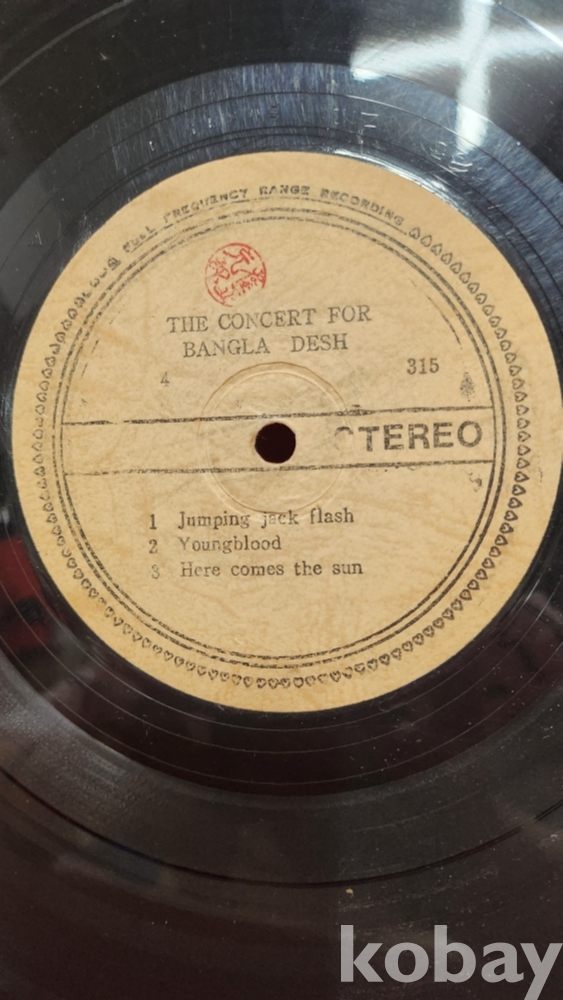 FULL FREQUENCY RANGE RECORDING
THE CONCERT FOR
BANGLA DESH
4 315
STEREO
1 Jumping jack flash
2 Youngblood
3 Here comes the sun
kobay